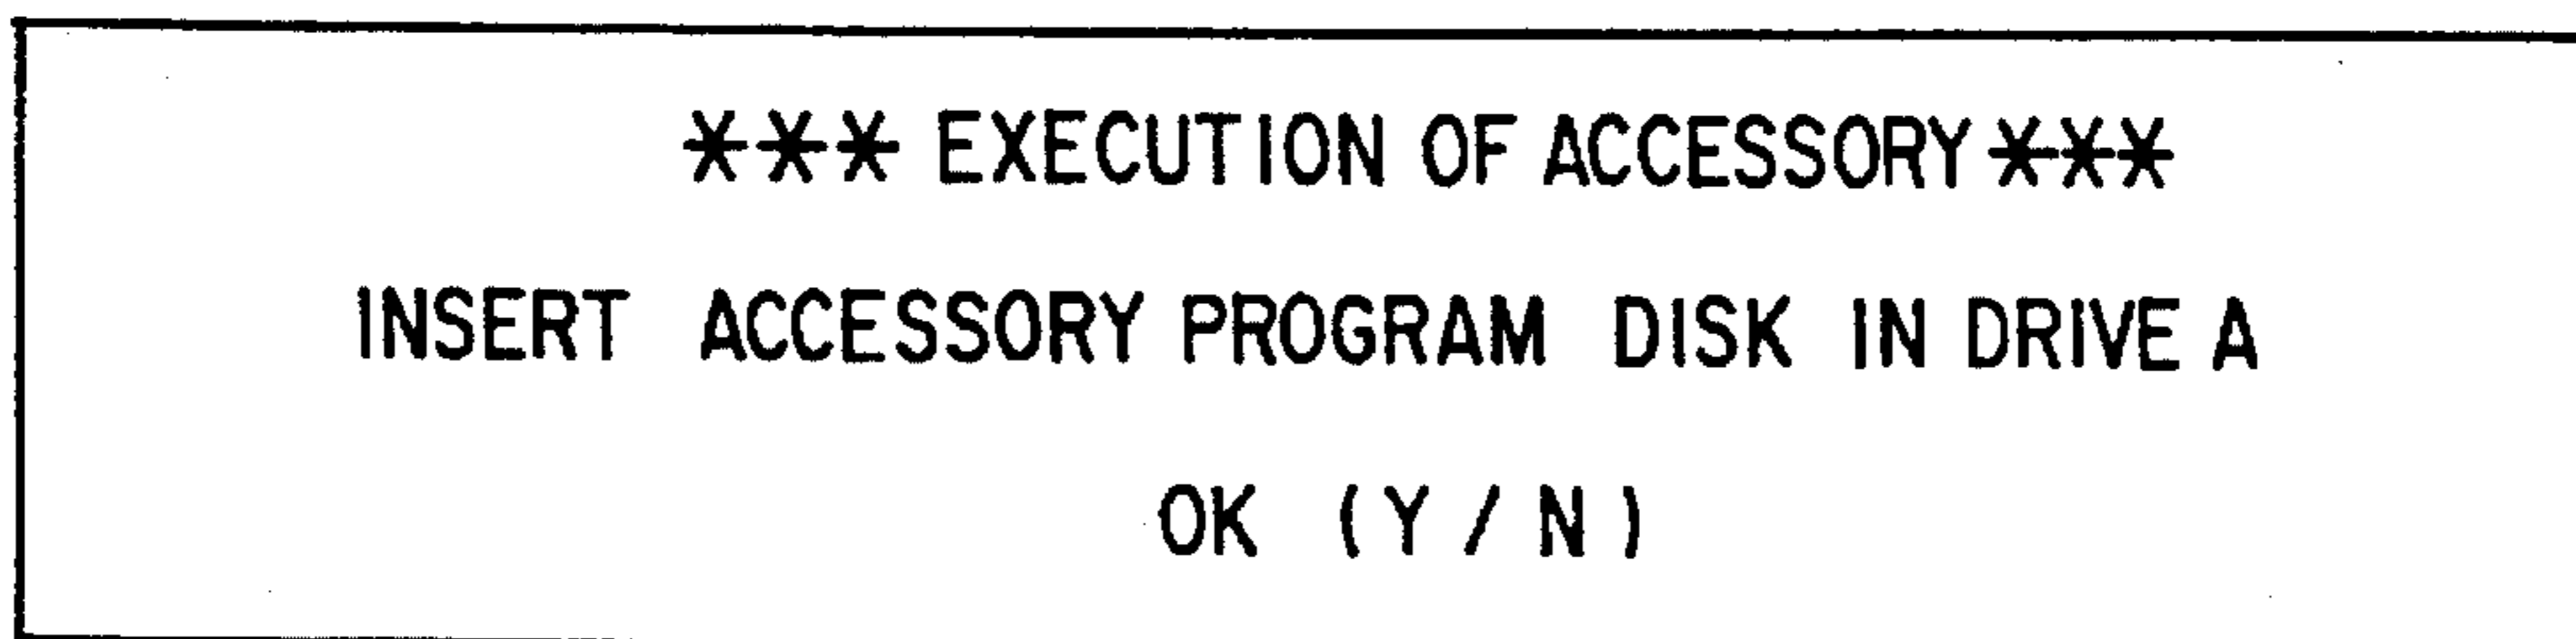 *** EXECUTION OF ACCESSORY ***
INSERT ACCESSORY PROGRAM DISK IN DRIVE A
OK (Y / N)